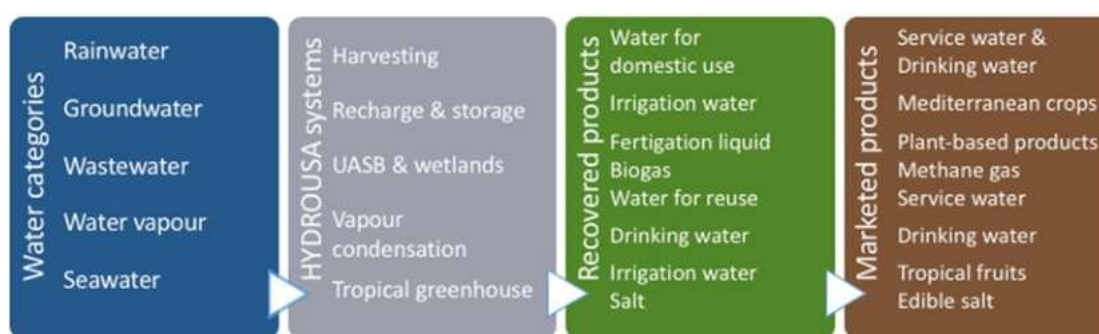 Water categories
Rainwater
Groundwater
Wastewater
Water vapour
Seawater
HYDROUSA systems
Harvesting
Recharge & storage
UASB & wetlands
Vapour
condensation
Tropical greenhouse
Recovered products
Water for
domestic use
Irrigation water
Fertigation liquid
Biogas
Water for reuse
Drinking water
Irrigation water
Salt
Marketed products
Service water &
Drinking water
Mediterranean crops
Plant-based products
Methane gas
Service water
Drinking water
Tropical fruits
Edible salt